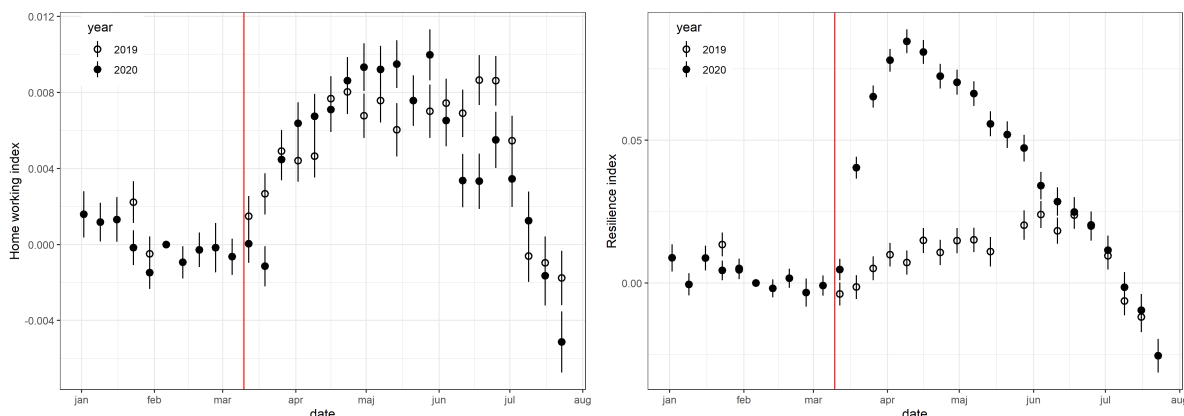 0.012
0.008
0.004
0.000
-0.004
Home working index
year
2019
2020
jan feb mar apr maj jun jul aug
date
0.05
0.00
Resilience index
year
2019
2020
jan feb mar apr maj jun jul aug
date